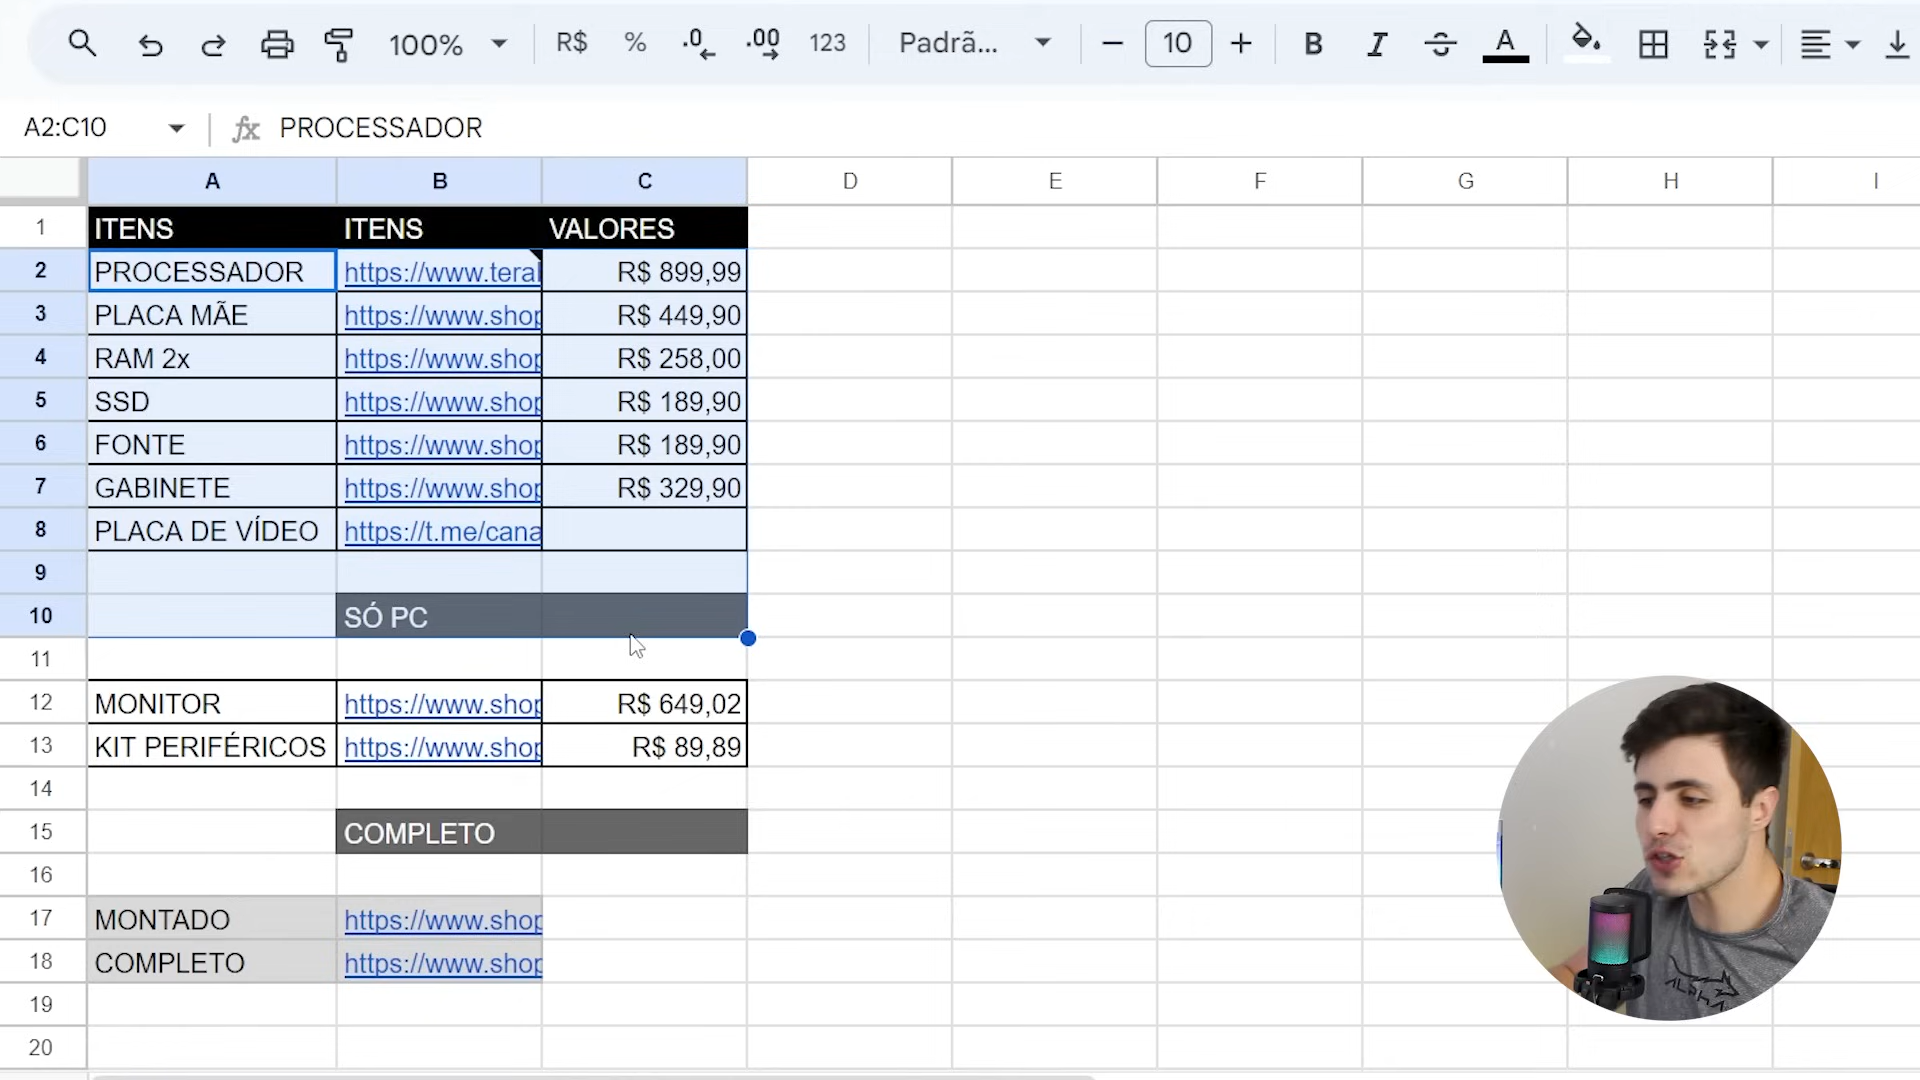 100% R$ % .0 .00 123 Padrã... 10 B I A
A2:C10 fx PROCESSADOR
A B C D E F G H I
1 ITENS ITENS VALORES
2 PROCESSADOR https://www.tera R$ 899,99
3 PLACA MÃE https://www.shop R$ 449,90
4 RAM 2x https://www.shop R$ 258,00
5 SSD https://www.shop R$ 189,90
6 FONTE https://www.shop R$ 189,90
7 GABINETE https://www.shop R$ 329,90
8 PLACA DE VÍDEO https://t.me/cana
9
10 SÓ PC
11
12 MONITOR https://www.shop R$ 649,02
13 KIT PERIFÉRICOS https://www.shop R$ 89,89
14
15 COMPLETO
16
17 MONTADO https://www.shop
18 COMPLETO https://www.shop
19
20
ALPHA